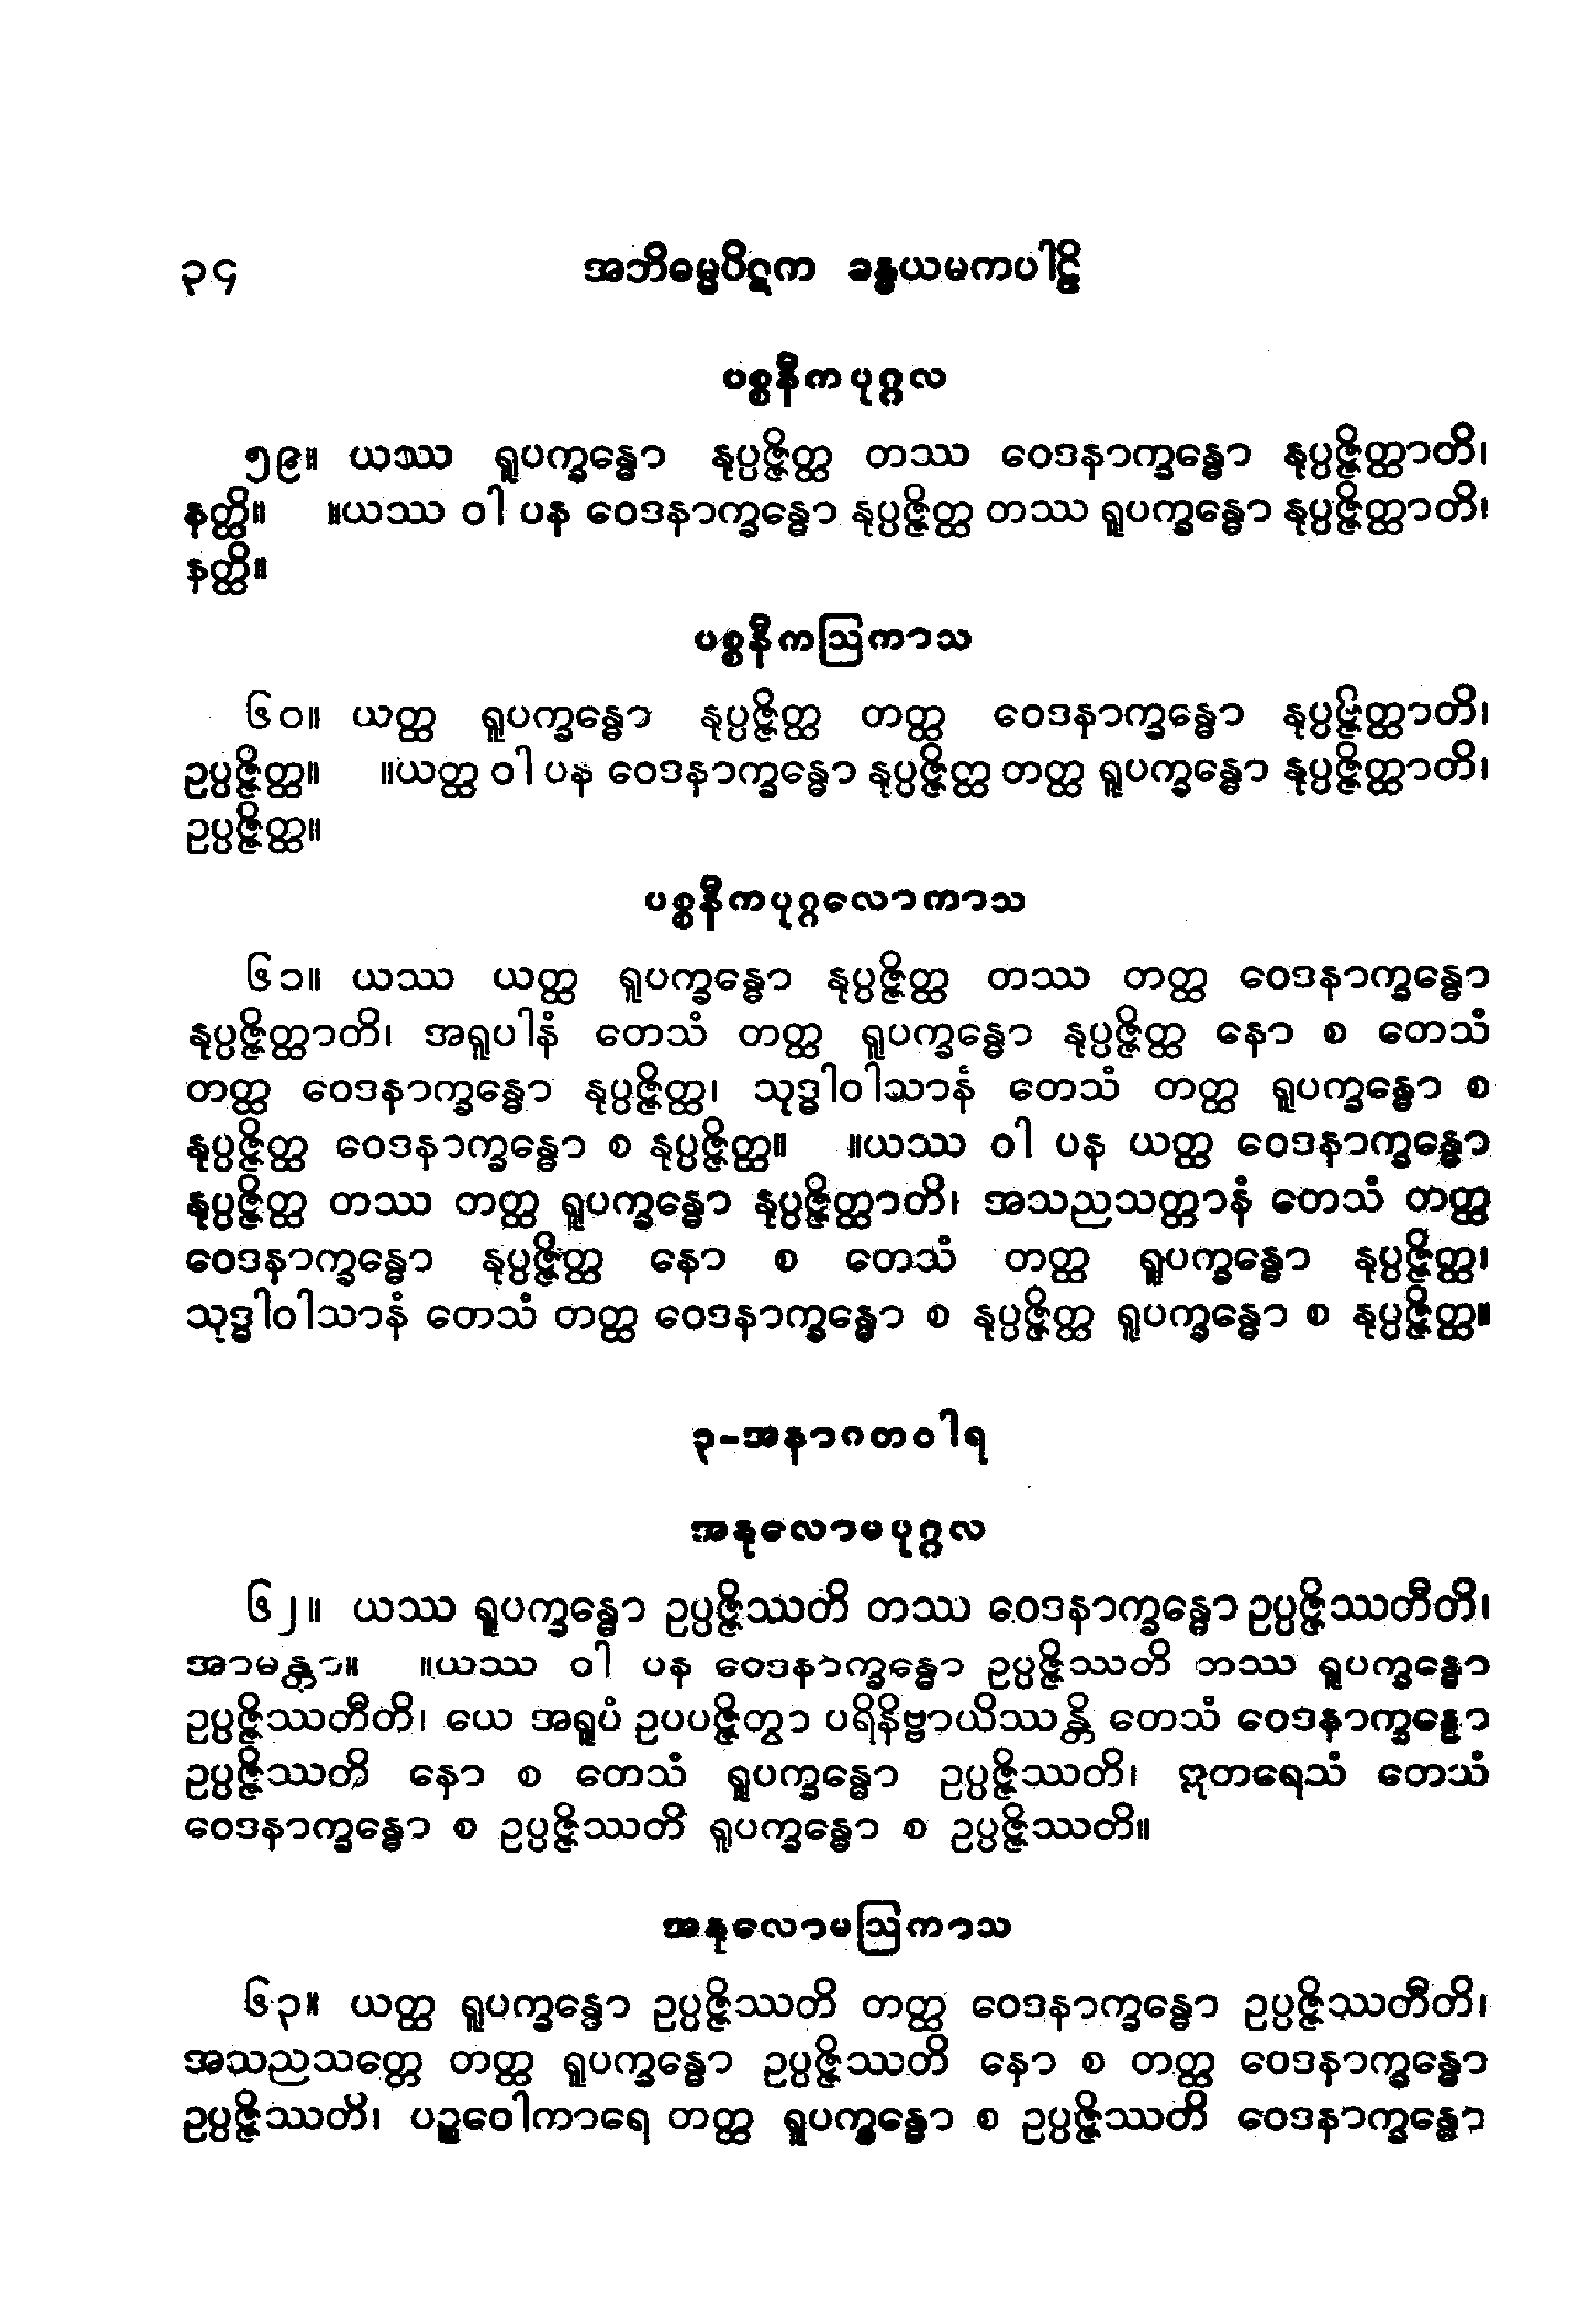 ၃၄ အဘိဓမ္မပိဋက ခန္ဓယမကပါဠိ
ပစ္စနီကပုဂ္ဂလ
၅၉။ ယဿ ရူပက္ခန္ဓော နုပ္ပဇ္ဇိတ္ထ တဿ ဝေဒနာက္ခန္ဓော နုပ္ပဇ္ဇိတ္ထာတိ၊
နတ္ထိ။ ။ယဿ ဝါ ပန ဝေဒနာက္ခန္ဓော နုပ္ပဇ္ဇိတ္ထ တဿ ရူပက္ခန္ဓော နုပ္ပဇ္ဇိတ္ထာတိ၊
နတ္ထိ။
ပစ္စနီကဩကာသ
၆၀။ ယတ္ထ ရူပက္ခန္ဓော နုပ္ပဇ္ဇိတ္ထ တတ္ထ ဝေဒနာက္ခန္ဓော နုပ္ပဇ္ဇိတ္ထာတိ၊
ဥပ္ပဇ္ဇိတ္ထ။ ။ယတ္ထ ဝါ ပန ဝေဒနာက္ခန္ဓော နုပ္ပဇ္ဇိတ္ထ တတ္ထ ရူပက္ခန္ဓော နုပ္ပဇ္ဇိတ္ထာတိ၊
ဥပ္ပဇ္ဇိတ္ထ။
ပစ္စနီကပုဂ္ဂလောကာသ
၆၁။ ယဿ ယတ္ထ ရူပက္ခန္ဓော နုပ္ပဇ္ဇိတ္ထ တဿ တတ္ထ ဝေဒနာက္ခန္ဓော
နုပ္ပဇ္ဇိတ္ထာတိ၊ အရူပါနံ တေသံ တတ္ထ ရူပက္ခန္ဓော နုပ္ပဇ္ဇိတ္ထ နော စ တေသံ
တတ္ထ ဝေဒနာက္ခန္ဓော နုပ္ပဇ္ဇိတ္ထ၊ သုဒ္ဓါဝါသာနံ တေသံ တတ္ထ ရူပက္ခန္ဓော စ
နုပ္ပဇ္ဇိတ္ထ ဝေဒနာက္ခန္ဓော စ နုပ္ပဇ္ဇိတ္ထ။ ။ယဿ ဝါ ပန ယတ္ထ ဝေဒနာက္ခန္ဓော
နုပ္ပဇ္ဇိတ္ထ တဿ တတ္ထ ရူပက္ခန္ဓော နုပ္ပဇ္ဇိတ္ထာတိ၊ အသညသတ္တာနံ တေသံ တတ္ထ
ဝေဒနာက္ခန္ဓော နုပ္ပဇ္ဇိတ္ထ နော စ တေသံ တတ္ထ ရူပက္ခန္ဓော နုပ္ပဇ္ဇိတ္ထ၊
သုဒ္ဓါဝါသာနံ တေသံ တတ္ထ ဝေဒနာက္ခန္ဓော စ နုပ္ပဇ္ဇိတ္ထ ရူပက္ခန္ဓော စ နုပ္ပဇ္ဇိတ္ထ။
၃-အနာဂတဝါရ
အနုလောမပုဂ္ဂလ
၆၂။ ယဿ ရူပက္ခန္ဓော ဥပ္ပဇ္ဇိဿတိ တဿ ဝေဒနာက္ခန္ဓော ဥပ္ပဇ္ဇိဿတီတိ၊
အာမန္တာ။ ။ယဿ ဝါ ပန ဝေဒနာက္ခန္ဓော ဥပ္ပဇ္ဇိဿတိ တဿ ရူပက္ခန္ဓော
ဥပ္ပဇ္ဇိဿတီတိ၊ ယေ အရူပံ ဥပပဇ္ဇိတွာ ပရိနိဗ္ဗာယိဿန္တိ တေသံ ဝေဒနာက္ခန္ဓော
ဥပ္ပဇ္ဇိဿတိ နော စ တေသံ ရူပက္ခန္ဓော ဥပ္ပဇ္ဇိဿတိ၊ ဣတရေသံ တေသံ
ဝေဒနာက္ခန္ဓော စ ဥပ္ပဇ္ဇိဿတိ ရူပက္ခန္ဓော စ ဥပ္ပဇ္ဇိဿတိ။
အနုလောမဩကာသ
၆၃။ ယတ္ထ ရူပက္ခန္ဓော ဥပ္ပဇ္ဇိဿတိ တတ္ထ ဝေဒနာက္ခန္ဓော ဥပ္ပဇ္ဇိဿတီတိ၊
အသညသတ္တေ တတ္ထ ရူပက္ခန္ဓော ဥပ္ပဇ္ဇိဿတိ နော စ တတ္ထ ဝေဒနာက္ခန္ဓော
ဥပ္ပဇ္ဇိဿတိ၊ ပဉ္စဝေါကာရေ တတ္ထ ရူပက္ခန္ဓော စ ဥပ္ပဇ္ဇိဿတိ ဝေဒနာက္ခန္ဓော